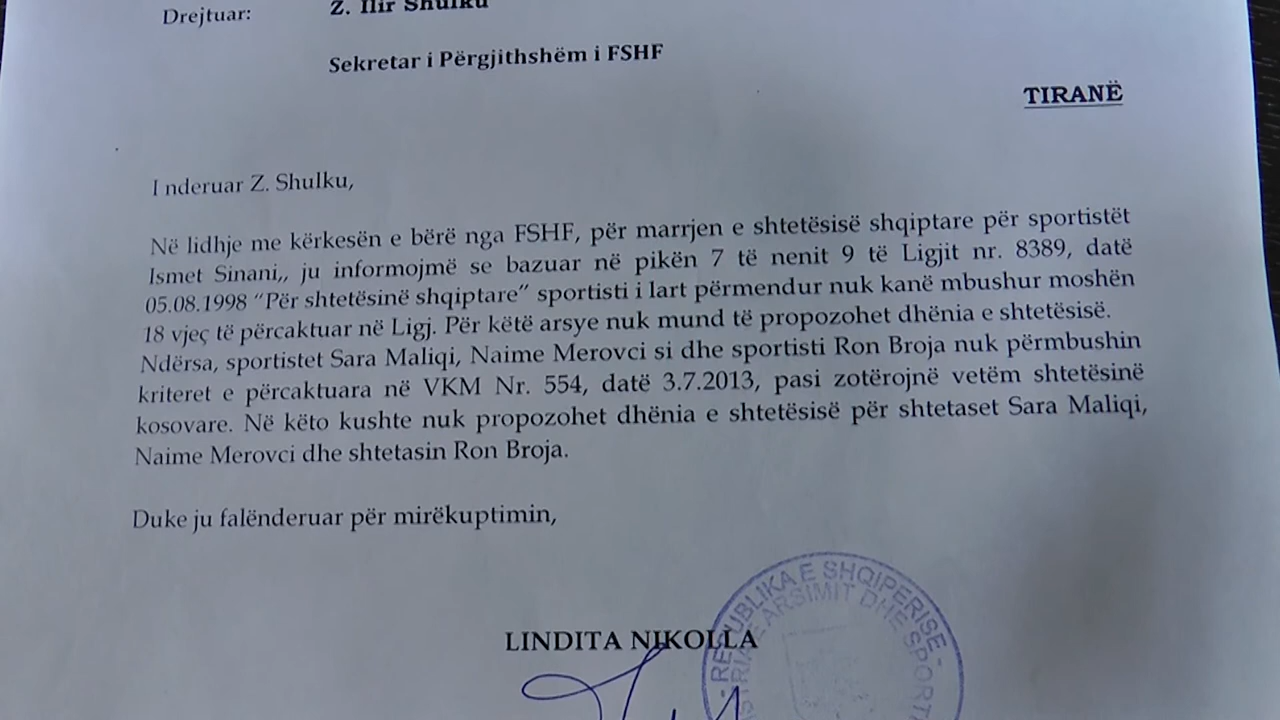 Drejtuar: Z. Ilir Shulku
Sekretar i Përgjithshëm i FSHF
TIRANË
I nderuar Z. Shulku,
Në lidhje me kërkesën e bërë nga FSHF, për marrjen e shtetësisë shqiptare për sportistët
Ismet Sinani,, ju informojmë se bazuar në pikën 7 të nenit 9 të Ligjit nr. 8389, datë
05.08.1998 “Për shtetësinë shqiptare” sportisti i lart përmendur nuk kanë mbushur moshën
18 vjeç të përcaktuar në Ligj. Për këtë arsye nuk mund të propozohet dhënia e shtetësisë.
Ndërsa, sportistet Sara Maliqi, Naime Merovci si dhe sportisti Ron Broja nuk përmbushin
kriteret e përcaktuara në VKM Nr. 554, datë 3.7.2013, pasi zotërojnë vetëm shtetësinë
kosovare. Në këto kushte nuk propozohet dhënia e shtetësisë për shtetaset Sara Maliqi,
Naime Merovci dhe shtetasin Ron Broja.
Duke ju falënderuar për mirëkuptimin,
LINDITA NIKOLLA
- REPUBLIKA E SHQIPERISE -
ARSIMIT DHE